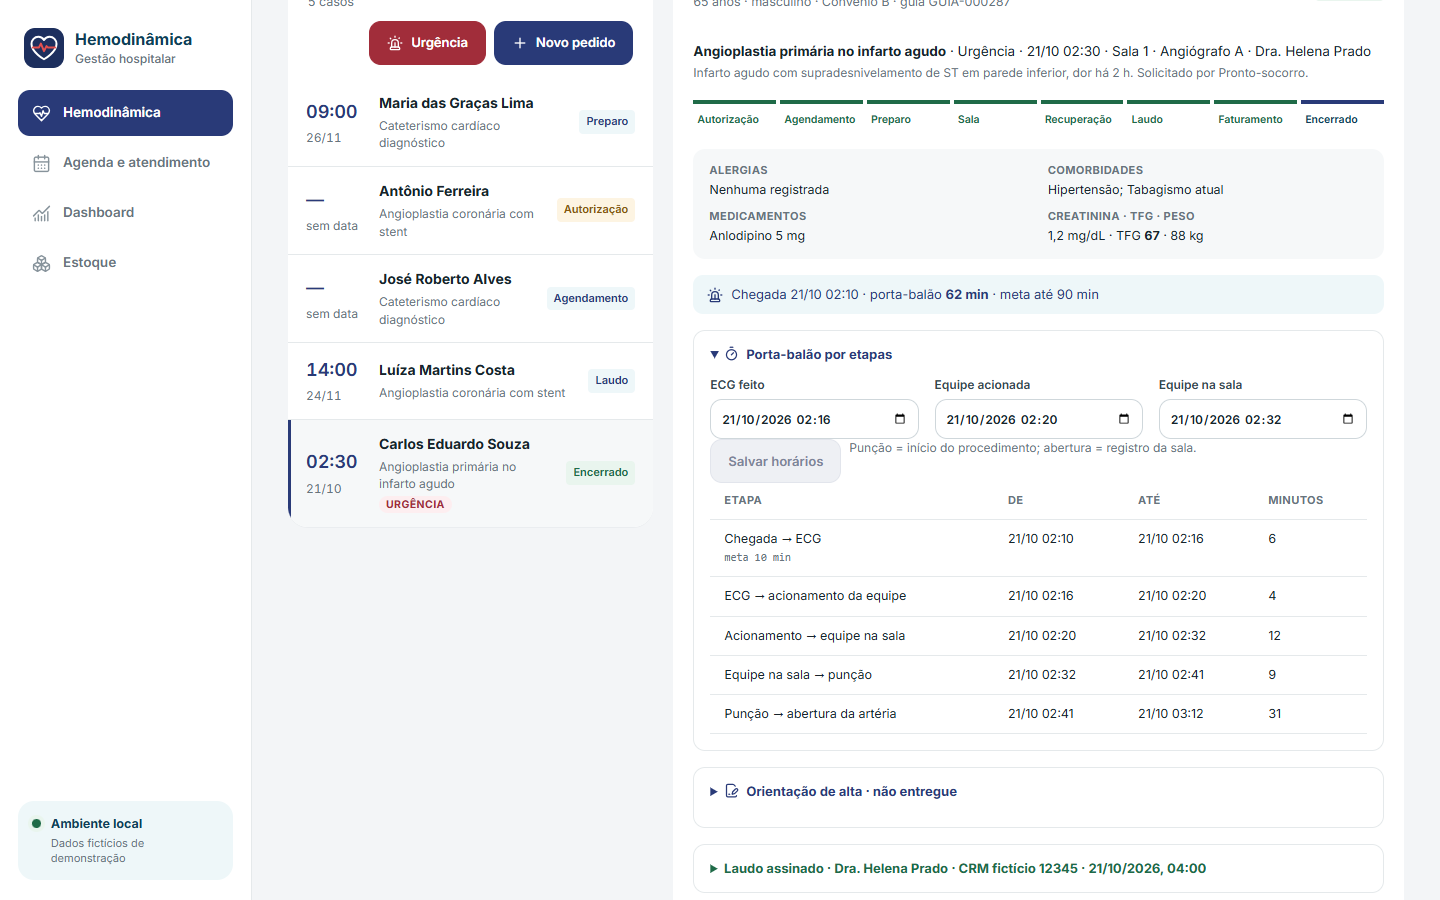 Hemodinâmica
Gestão hospitalar
Hemodinâmica
Agenda e atendimento
Dashboard
Estoque
Ambiente local
Dados fictícios de
demonstração
5 casos
Urgência
Novo pedido
09:00
26/11
Maria das Graças Lima
Cateterismo cardíaco
diagnóstico
Preparo
—
sem data
Antônio Ferreira
Angioplastia coronária com
stent
Autorização
—
sem data
José Roberto Alves
Cateterismo cardíaco
diagnóstico
Agendamento
14:00
24/11
Luíza Martins Costa
Angioplastia coronária com stent
Laudo
02:30
21/10
Carlos Eduardo Souza
Angioplastia primária no
infarto agudo
URGÊNCIA
Encerrado
65 anos · masculino · Convênio B · guia GUIA-000287
Angioplastia primária no infarto agudo · Urgência · 21/10 02:30 · Sala 1 · Angiógrafo A · Dra. Helena Prado
Infarto agudo com supradesnivelamento de ST em parede inferior, dor há 2 h. Solicitado por Pronto-socorro.
Autorização Agendamento Preparo Sala Recuperação Laudo Faturamento Encerrado
ALERGIAS
Nenhuma registrada
COMORBIDADES
Hipertensão; Tabagismo atual
MEDICAMENTOS
Anlodipino 5 mg
CREATININA · TFG · PESO
1,2 mg/dL · TFG 67 · 88 kg
Chegada 21/10 02:10 · porta-balão 62 min · meta até 90 min
Porta-balão por etapas
ECG feito Equipe acionada Equipe na sala
21/10/2026 02:16 21/10/2026 02:20 21/10/2026 02:32
Salvar horários Punção = início do procedimento; abertura = registro da sala.
ETAPA DE ATÉ MINUTOS
Chegada → ECG 21/10 02:10 21/10 02:16 6
meta 10 min
ECG → acionamento da equipe 21/10 02:16 21/10 02:20 4
Acionamento → equipe na sala 21/10 02:20 21/10 02:32 12
Equipe na sala → punção 21/10 02:32 21/10 02:41 9
Punção → abertura da artéria 21/10 02:41 21/10 03:12 31
Orientação de alta · não entregue
Laudo assinado · Dra. Helena Prado · CRM fictício 12345 · 21/10/2026, 04:00